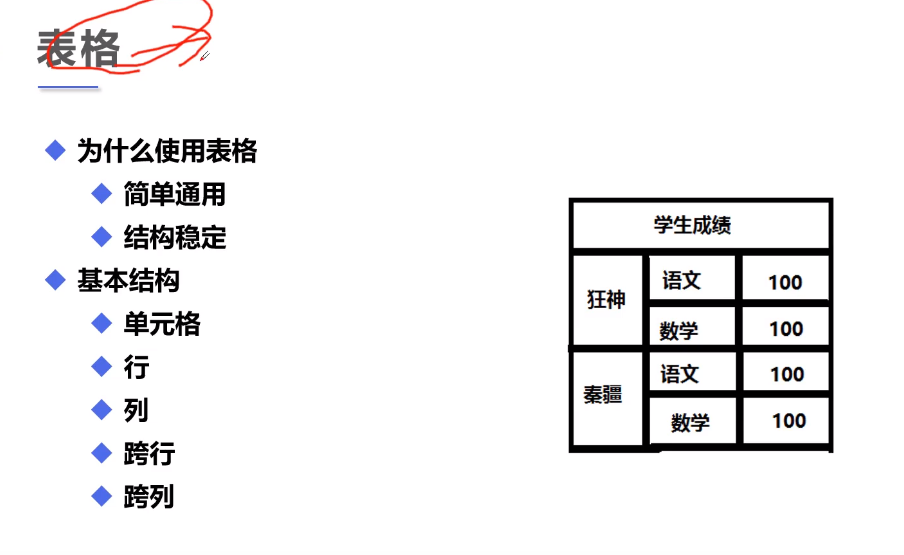 表格
为什么使用表格
简单通用
结构稳定
基本结构
单元格
行
列
跨行
跨列
学生成绩
狂神
语文 100
数学 100
秦疆
语文 100
数学 100